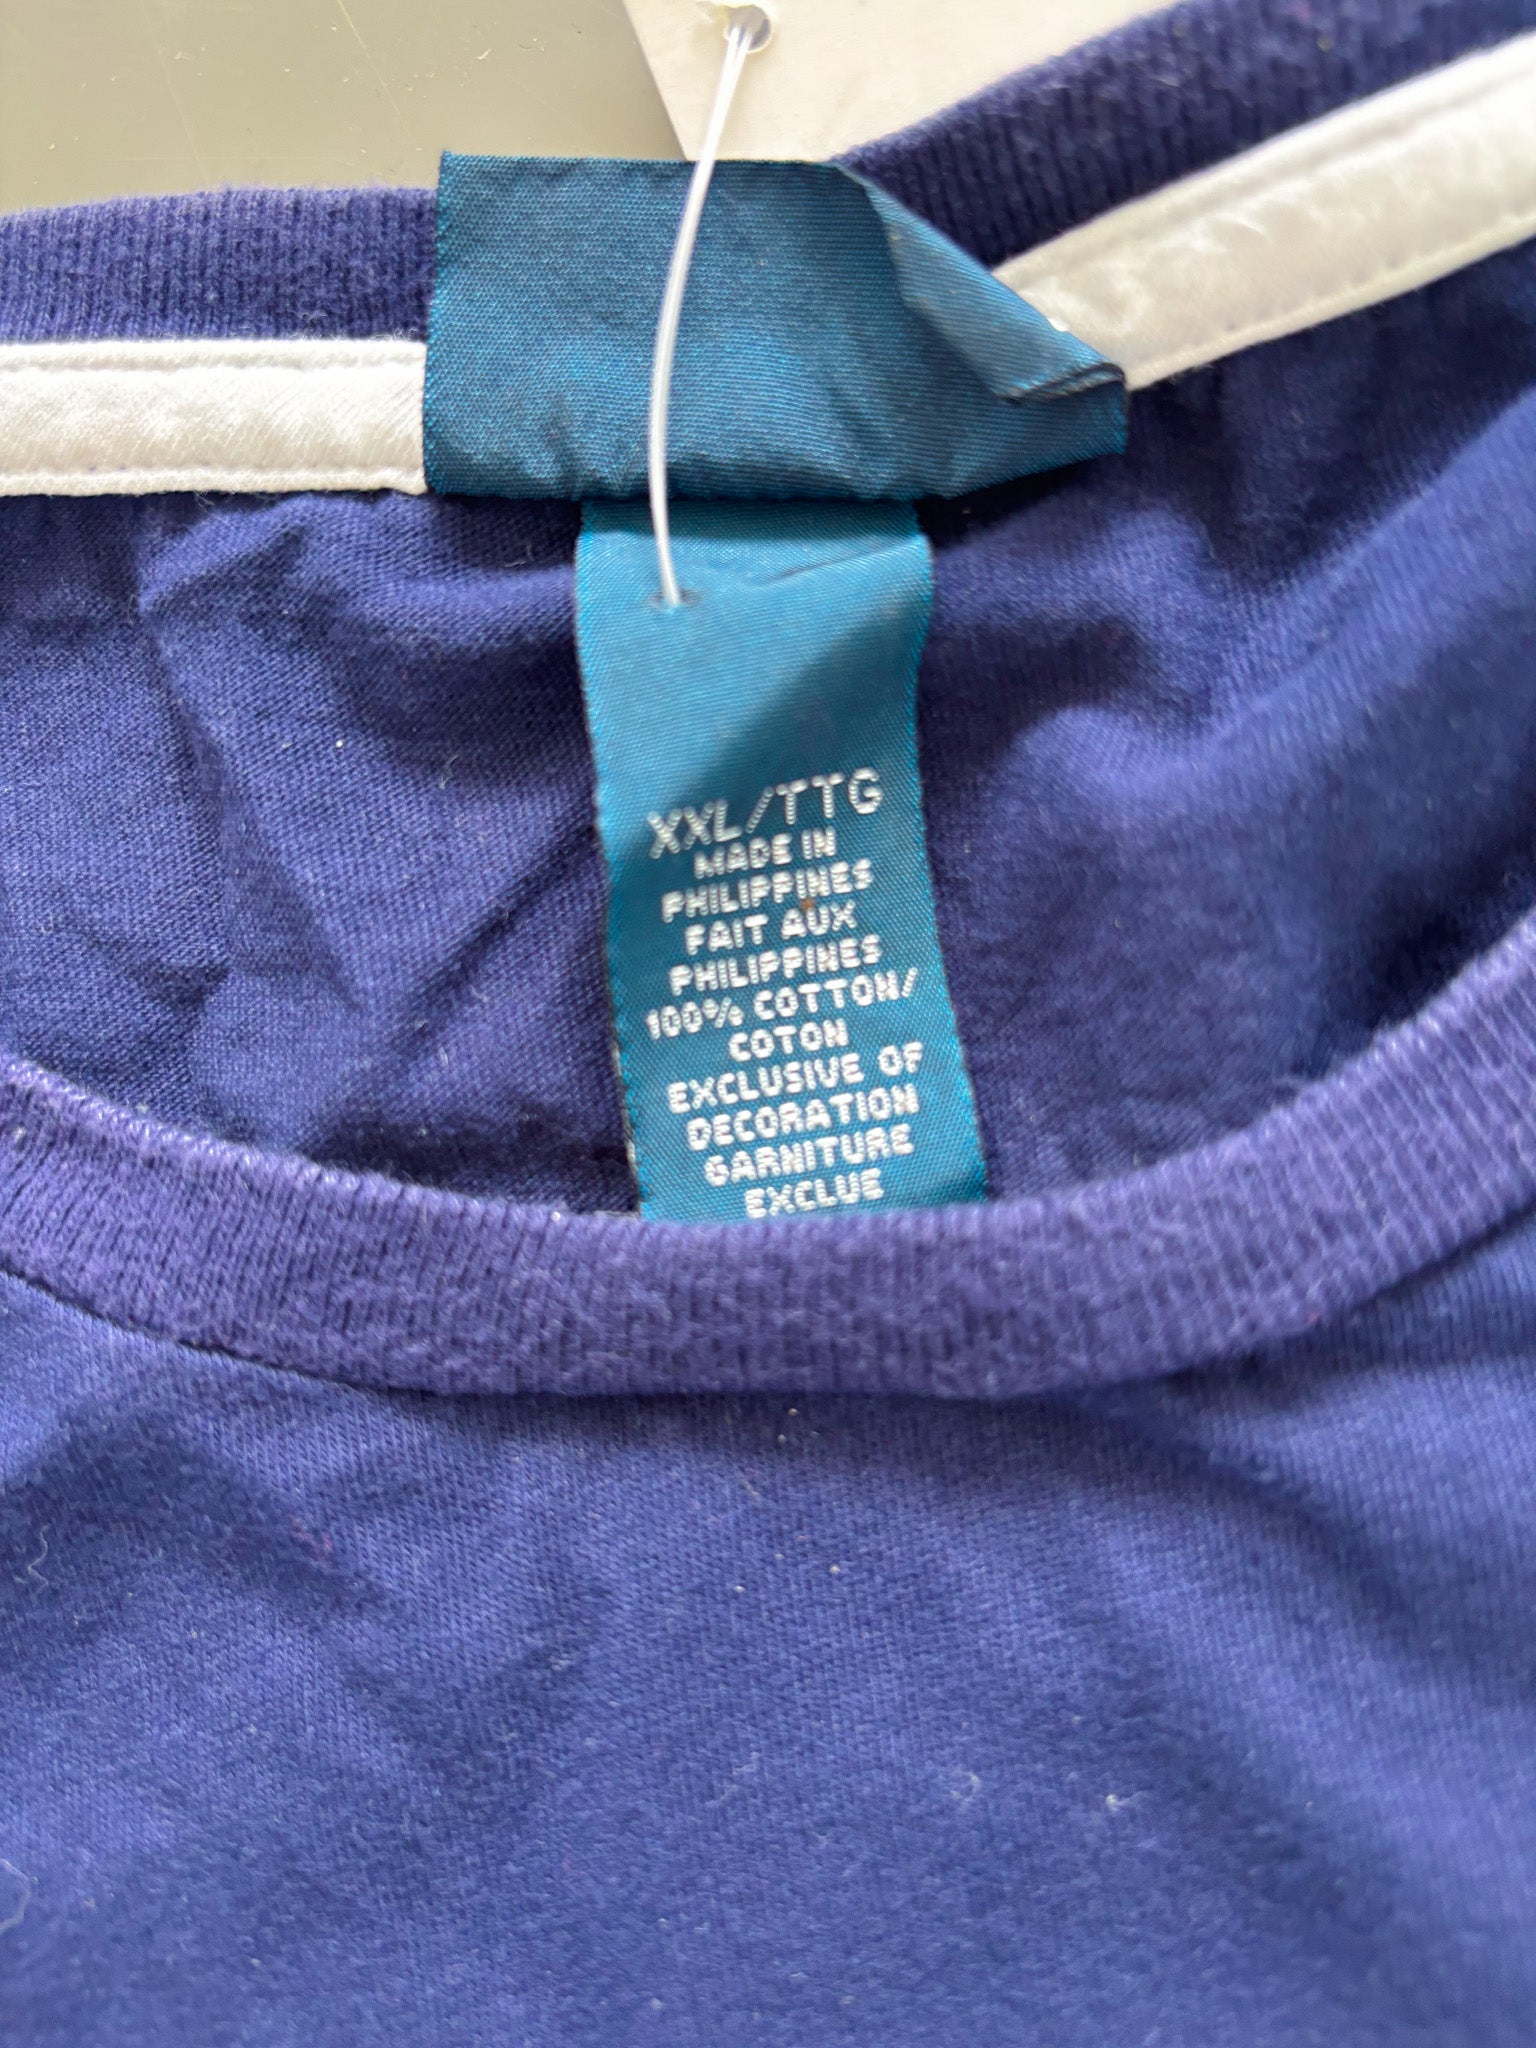 XXL/TTG
MADE IN
PHILIPPINES
FAIT AUX
PHILIPPINES
100% COTTON/
COTON
EXCLUSIVE OF
DECORATION
GARNITURE
EXCLUE